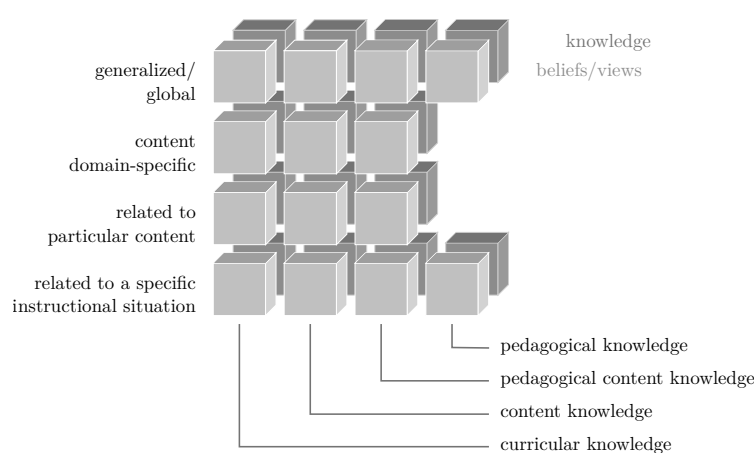 knowledge
beliefs/views
generalized/
global
content
domain-specific
related to
particular content
related to a specific
instructional situation
pedagogical knowledge
pedagogical content knowledge
content knowledge
curricular knowledge